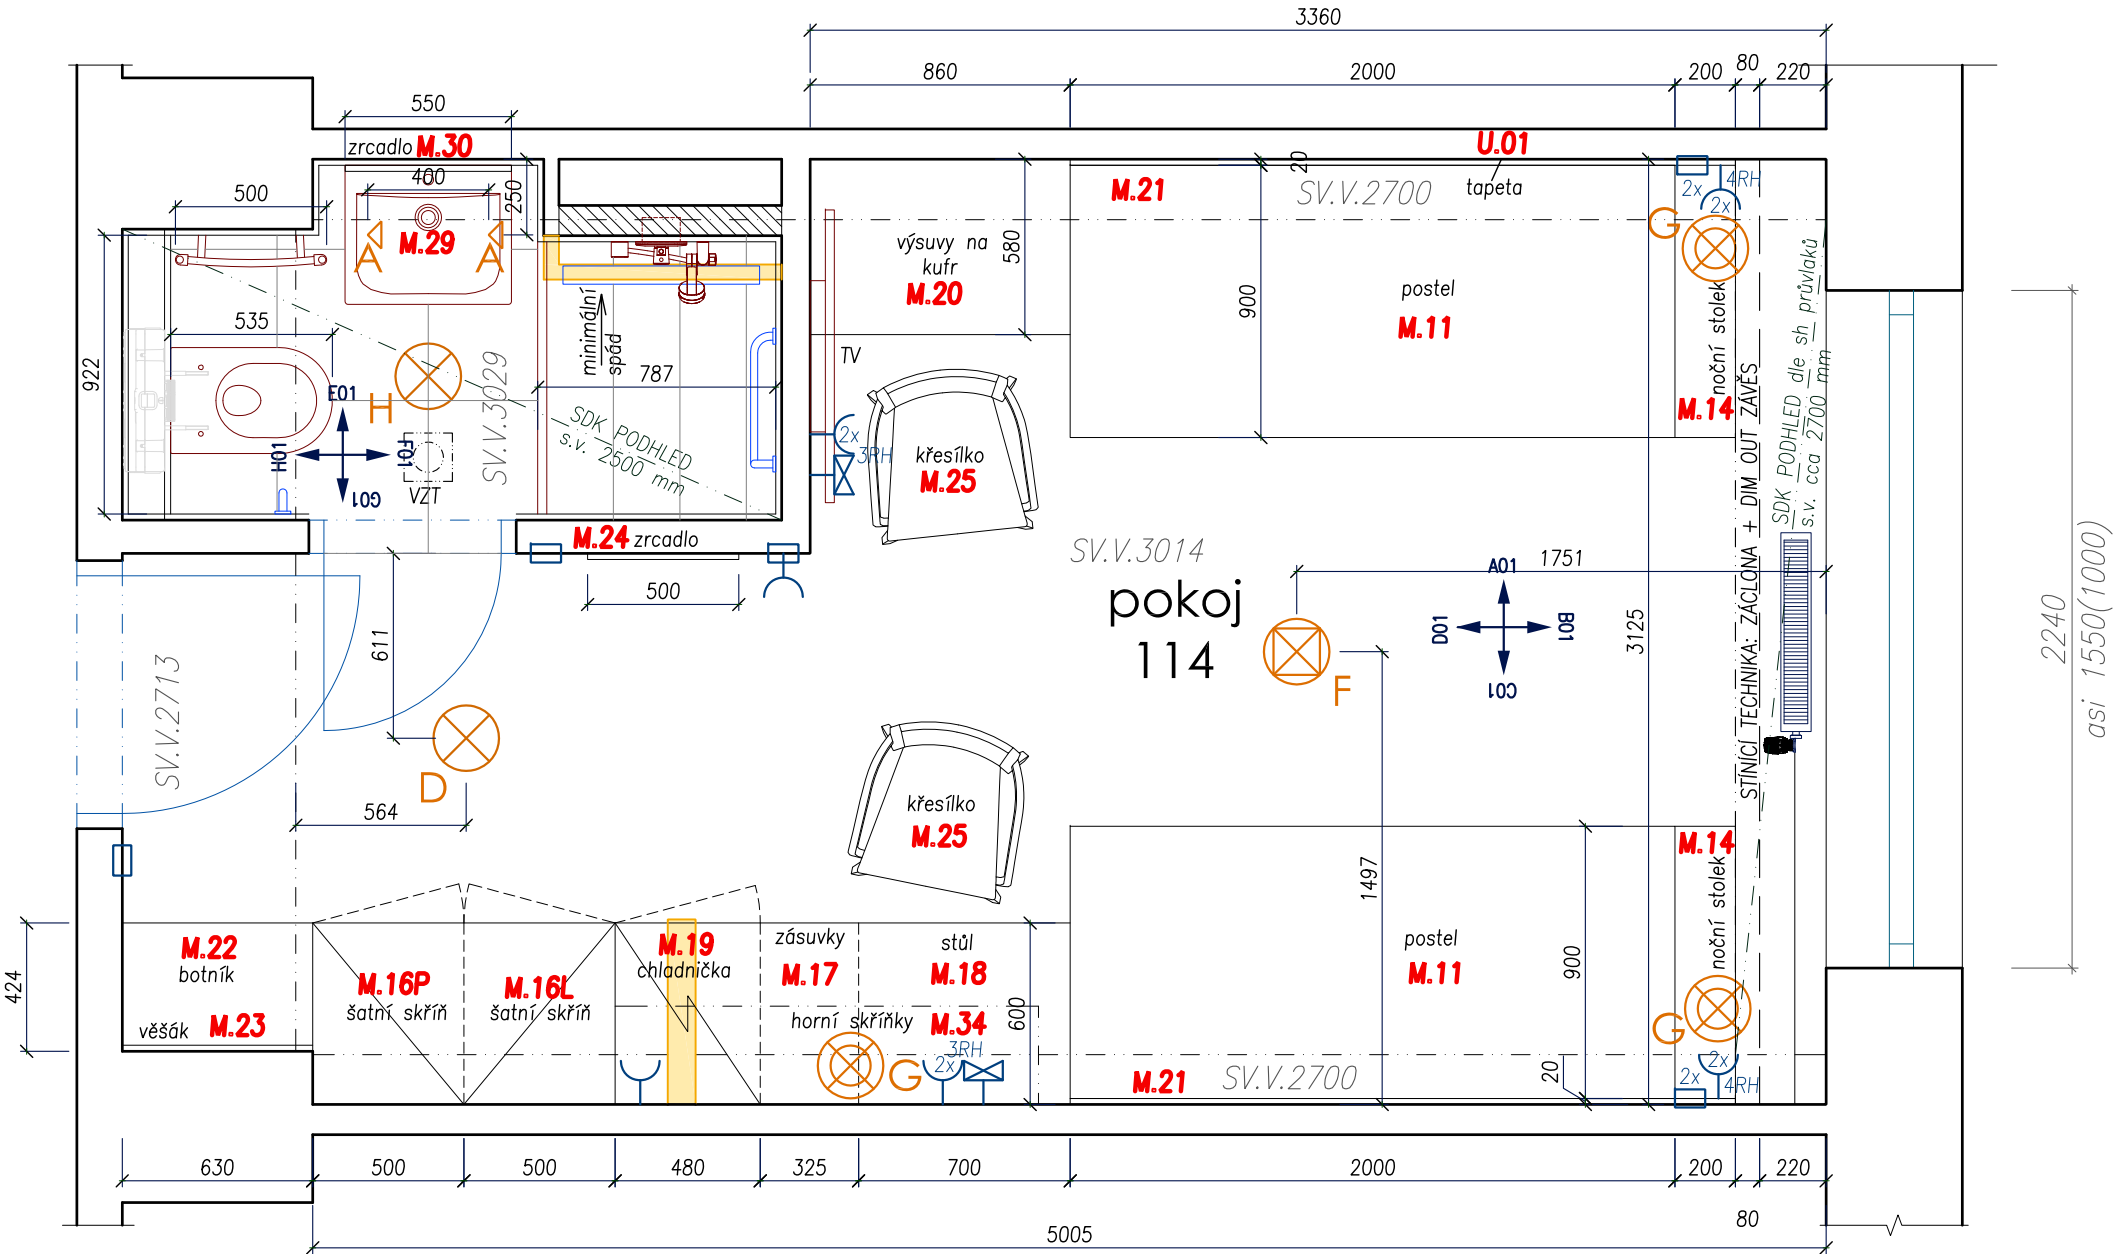 3360
860
2000
200
80
220
550
zrcadlo M.30
U.01
400
250
500
20
M.21
SV.V.2700
tapeta
2x
4RH
2x
G
A
M.29
A
výsuvy na
kufr
M.20
580
900
postel
M.11
noční stolek
M.14
535
922
minimální
spád
787
TV
E01
H
H01
F01
G01
VZT
SV.V.3029
SDK PODHLED
s.v. 2500 mm
2x
3RH
křesílko
M.25
STÍNÍCÍ TECHNIKA: ZÁCLONA + DIM OUT ZÁVĚS
SDK PODHLED dle sh průvlaků
s.v. cca 2700 mm
M.24 zrcadlo
500
611
SV.V.3014
pokoj
114
1751
A01
B01
C01
D01
F
3125
2240
asi 1550(1000)
SV.V.2713
D
564
křesílko
M.25
1497
424
M.22
botník
věšák M.23
M.16P
šatní skříň
M.16L
šatní skříň
M.19
chladnička
zásuvky
M.17
stůl
M.18
horní skříňky
M.34
600
G
3RH
2x
postel
M.11
900
M.14
noční stolek
G
M.21
SV.V.2700
20
2x
2x
4RH
630
500
500
480
325
700
2000
200
80
220
5005